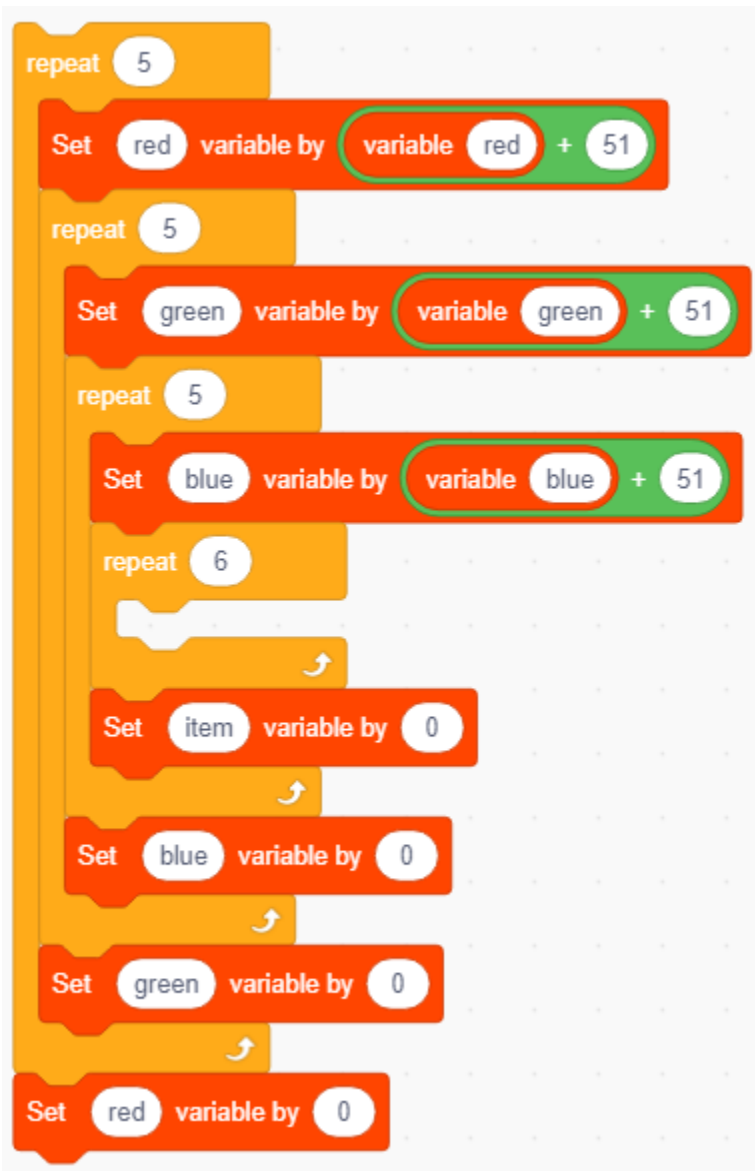 repeat 5
Set red variable by variable red + 51
repeat 5
Set green variable by variable green + 51
repeat 5
Set blue variable by variable blue + 51
repeat 6
Set item variable by 0
Set blue variable by 0
Set green variable by 0
Set red variable by 0